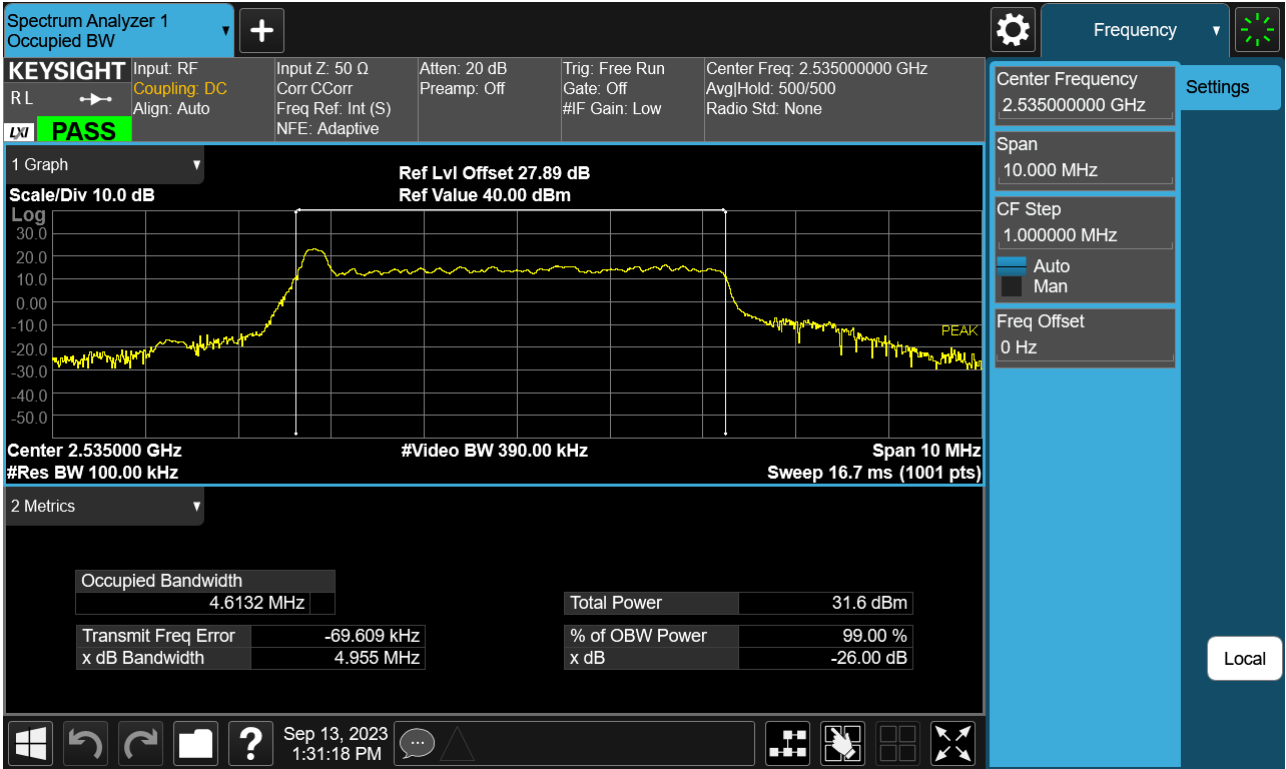 Spectrum Analyzer 1
Occupied BW
Frequency
KEYSIGHT
R L
LXI PASS
Input: RF
Coupling: DC
Align: Auto
Input Z: 50 Ω
Corr CCorr
Freq Ref: Int (S)
NFE: Adaptive
Atten: 20 dB
Preamp: Off
Trig: Free Run
Gate: Off
#IF Gain: Low
Center Freq: 2.535000000 GHz
Avg|Hold: 500/500
Radio Std: None
Center Frequency
2.535000000 GHz
Settings
Span
10.000 MHz
CF Step
1.000000 MHz
Auto
Man
Freq Offset
0 Hz
Local
1 Graph
Scale/Div 10.0 dB
Ref Lvl Offset 27.89 dB
Ref Value 40.00 dBm
Log
30.0
20.0
10.0
0.00
-10.0
-20.0
-30.0
-40.0
-50.0
PEAK
Center 2.535000 GHz
#Video BW 390.00 kHz
Span 10 MHz
#Res BW 100.00 kHz
Sweep 16.7 ms (1001 pts)
2 Metrics
Occupied Bandwidth
4.6132 MHz
Total Power 31.6 dBm
Transmit Freq Error -69.609 kHz
% of OBW Power 99.00 %
x dB Bandwidth 4.955 MHz
x dB -26.00 dB
?
Sep 13, 2023
1:31:18 PM